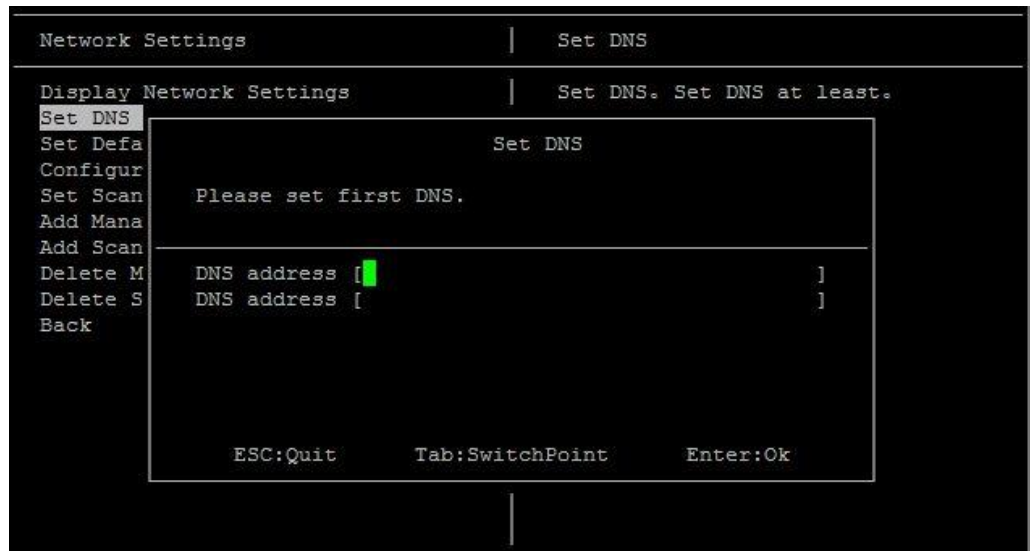 Network Settings | Set DNS
Display Network Settings | Set DNS。 Set DNS at least。
Set DNS
Set Defa
Set DNS
Configur
Set Scan
Please set first DNS.
Add Mana
Add Scan
Delete M
DNS address [ ]
Delete S
DNS address [ ]
Back
ESC:Quit Tab:SwitchPoint Enter:Ok